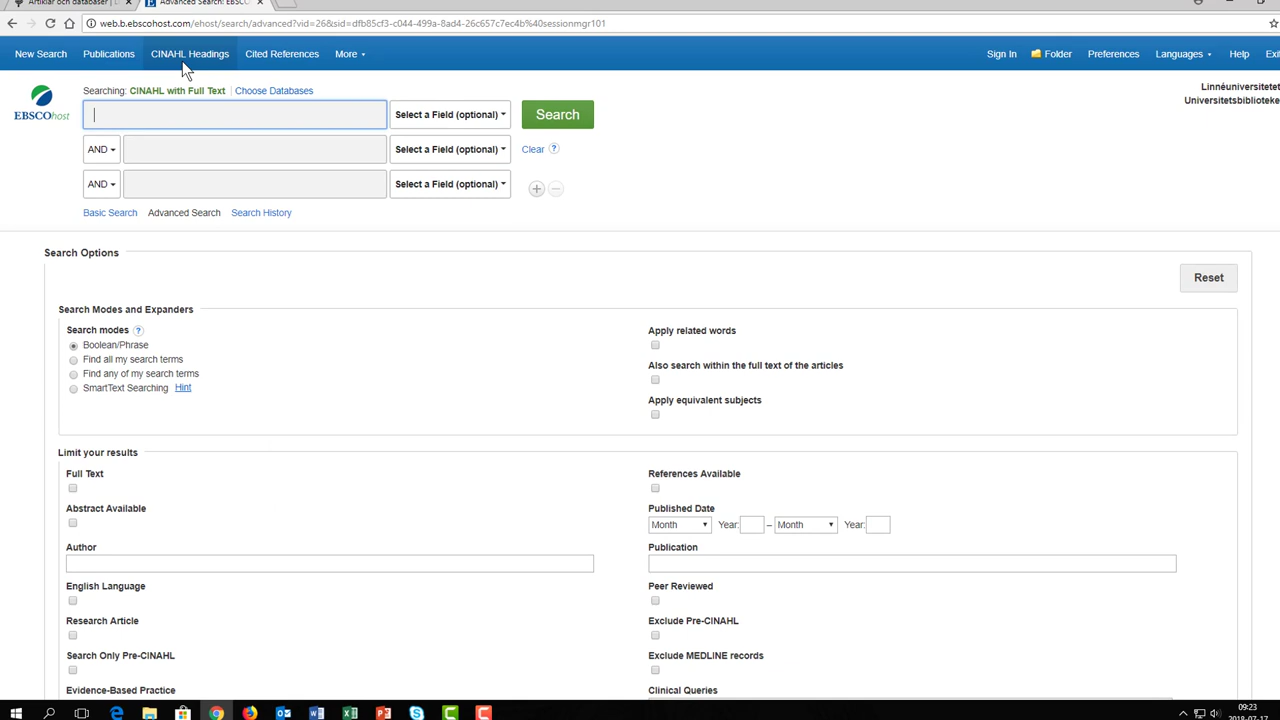 Artiklar och databaser | L
Advanced Search: EBSCO
web.b.ebscohost.com/ehost/search/advanced?vid=26&sid=dfb85cf3-c044-499a-8ad4-26c657c7ec4b%40sessionmgr101
New Search Publications CINAHL Headings Cited References More Sign In Folder Preferences Languages Help Exi
Searching: CINAHL with Full Text Choose Databases
Linnéuniversitetet
Universitetsbiblioteke
EBSCOhost
Select a Field (optional) Search
AND Select a Field (optional) Clear ?
AND Select a Field (optional)
Basic Search Advanced Search Search History
Search Options
Reset
Search Modes and Expanders
Search modes ?
Boolean/Phrase
Find all my search terms
Find any of my search terms
SmartText Searching Hint
Apply related words
Also search within the full text of the articles
Apply equivalent subjects
Limit your results
Full Text
References Available
Abstract Available
Published Date
Month Year: – Month Year:
Author
Publication
English Language
Peer Reviewed
Research Article
Exclude Pre-CINAHL
Search Only Pre-CINAHL
Exclude MEDLINE records
Evidence-Based Practice
Clinical Queries
09:23
2018-07-17